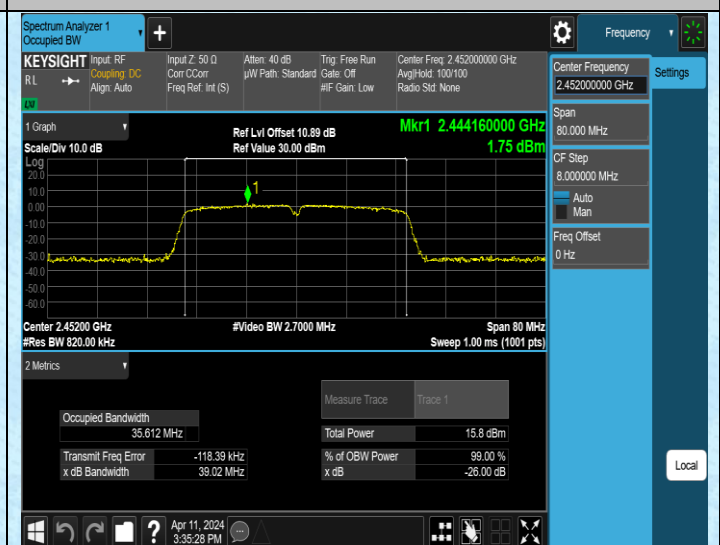 Spectrum Analyzer 1
Occupied BW
Frequency
KEYSIGHT
RL
Input: RF
Coupling: DC
Align: Auto
Input Z: 50 Ω
Corr CCorr
Freq Ref: Int (S)
Atten: 40 dB
µW Path: Standard
Trig: Free Run
Gate: Off
#IF Gain: Low
Center Freq: 2.452000000 GHz
Avg|Hold: 100/100
Radio Std: None
1 Graph
Scale/Div 10.0 dB
Ref Lvl Offset 10.89 dB
Ref Value 30.00 dBm
Mkr1 2.444160000 GHz
1.75 dBm
Log
20.0
10.0
0.00
-10.0
-20.0
-30.0
-40.0
-50.0
-60.0
1
Center 2.45200 GHz
#Video BW 2.7000 MHz
Span 80 MHz
#Res BW 820.00 kHz
Sweep 1.00 ms (1001 pts)
2 Metrics
Measure Trace
Trace 1
Occupied Bandwidth
35.612 MHz
Total Power
15.8 dBm
Transmit Freq Error
-118.39 kHz
% of OBW Power
99.00 %
x dB Bandwidth
39.02 MHz
x dB
-26.00 dB
Center Frequency
2.452000000 GHz
Settings
Span
80.000 MHz
CF Step
8.000000 MHz
Auto
Man
Freq Offset
0 Hz
Local
?
Apr 11, 2024
3:35:28 PM